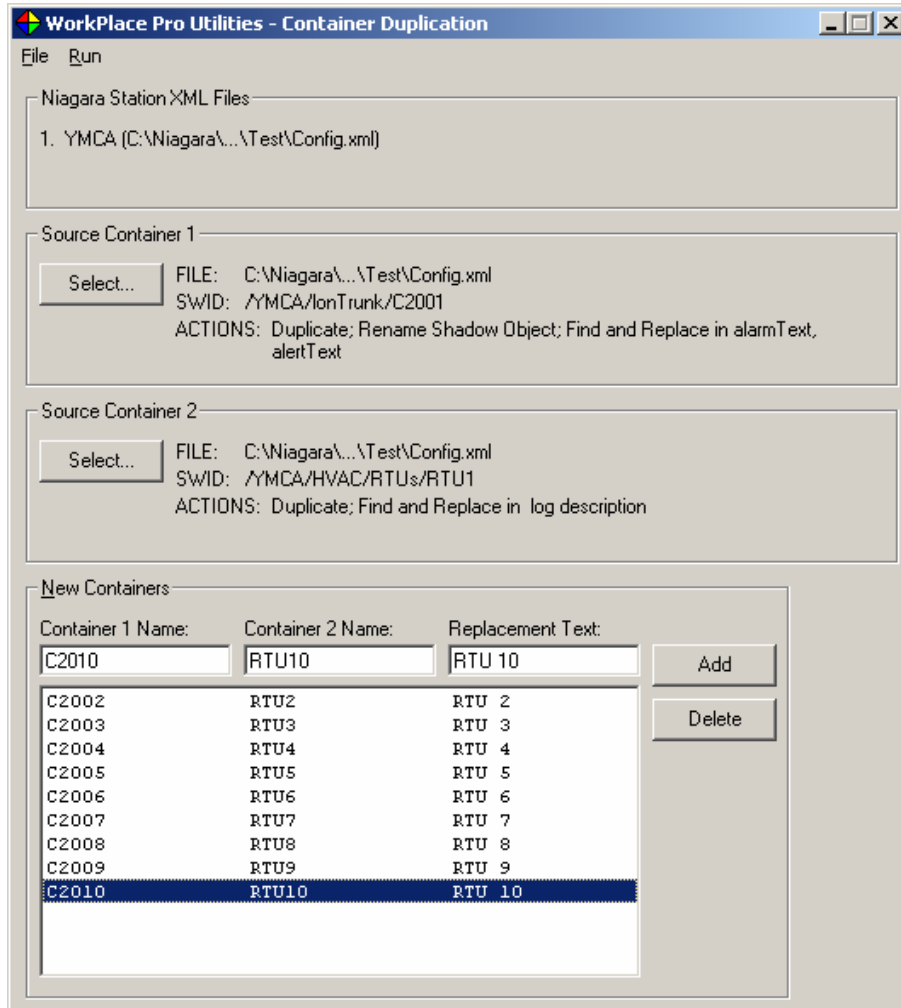 WorkPlace Pro Utilities - Container Duplication
File Run
Niagara Station XML Files
1. YMCA (C:\Niagara\...\Test\Config.xml)
Source Container 1
Select...
FILE: C:\Niagara\...\Test\Config.xml
SWID: /YMCA/lonTrunk/C2001
ACTIONS: Duplicate; Rename Shadow Object; Find and Replace in alarmText,
alertText
Source Container 2
Select...
FILE: C:\Niagara\...\Test\Config.xml
SWID: /YMCA/HVAC/RTUs/RTU1
ACTIONS: Duplicate; Find and Replace in log description
New Containers
Container 1 Name: Container 2 Name: Replacement Text:
C2010 RTU10 RTU 10 Add
C2002 RTU2 RTU 2
Delete
C2003 RTU3 RTU 3
C2004 RTU4 RTU 4
C2005 RTU5 RTU 5
C2006 RTU6 RTU 6
C2007 RTU7 RTU 7
C2008 RTU8 RTU 8
C2009 RTU9 RTU 9
C2010 RTU10 RTU 10